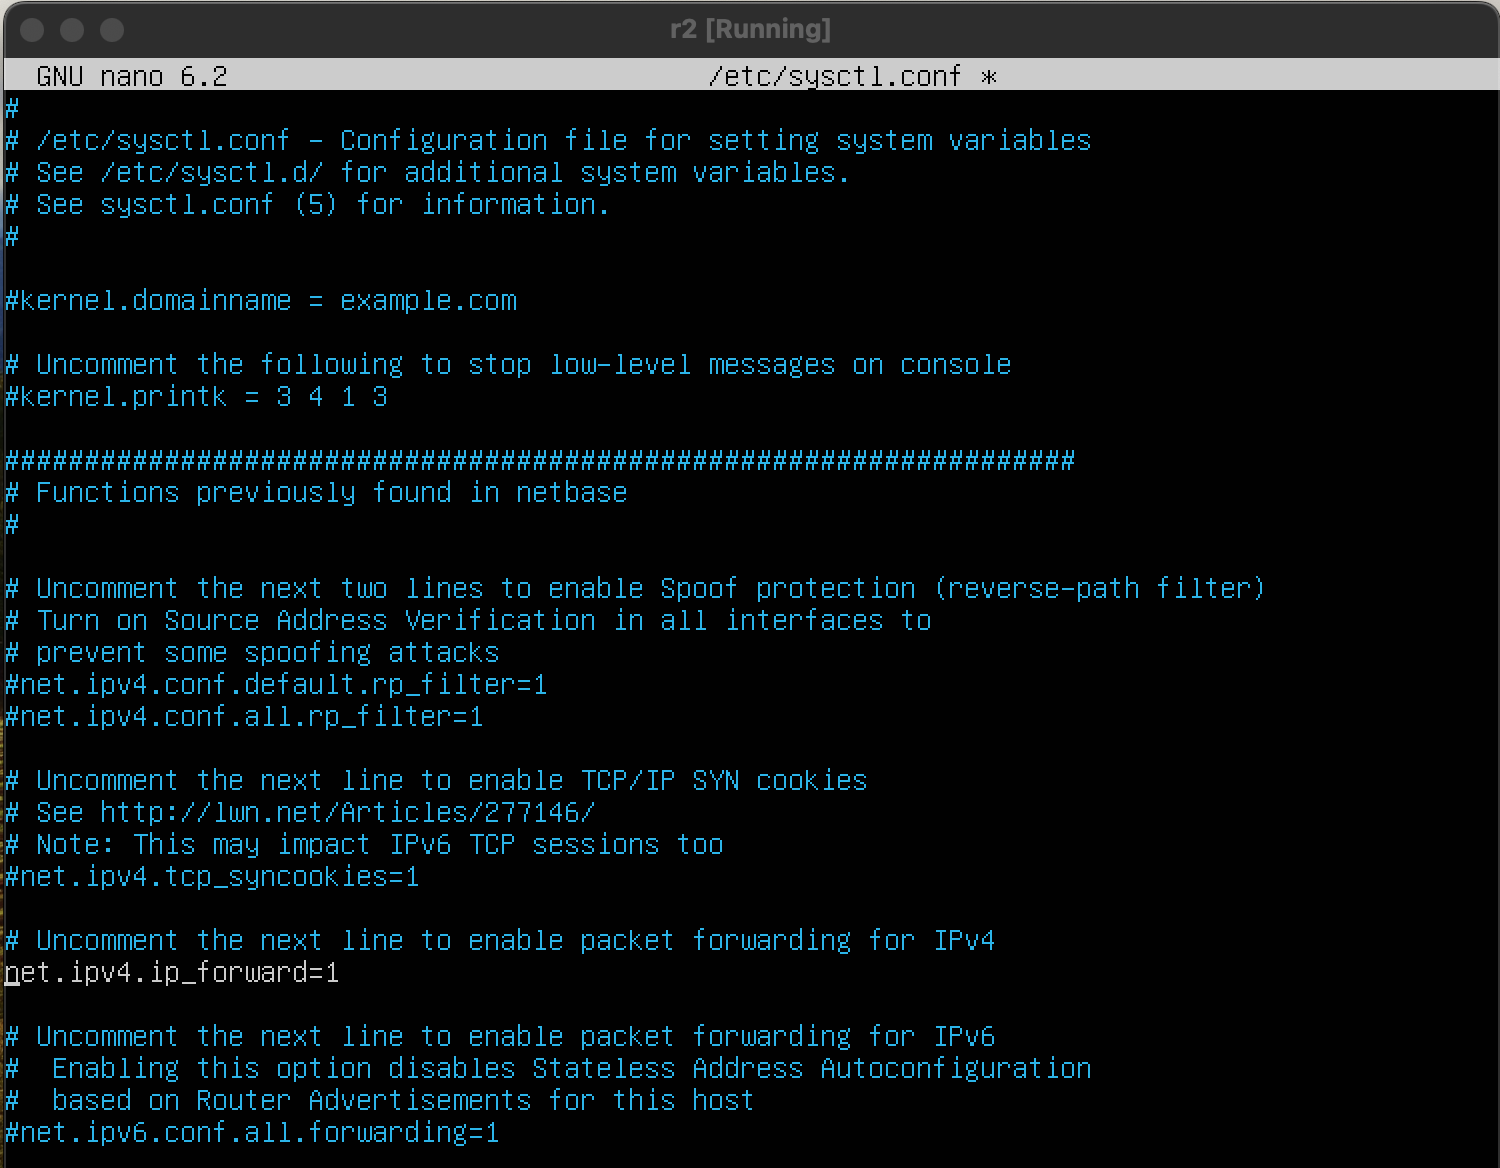 r2 [Running]
GNU nano 6.2 /etc/sysctl.conf *
#
# /etc/sysctl.conf - Configuration file for setting system variables
# See /etc/sysctl.d/ for additional system variables.
# See sysctl.conf (5) for information.
#
#kernel.domainname = example.com
# Uncomment the following to stop low-level messages on console
#kernel.printk = 3 4 1 3
###################################################################
# Functions previously found in netbase
#
# Uncomment the next two lines to enable Spoof protection (reverse-path filter)
# Turn on Source Address Verification in all interfaces to
# prevent some spoofing attacks
#net.ipv4.conf.default.rp_filter=1
#net.ipv4.conf.all.rp_filter=1
# Uncomment the next line to enable TCP/IP SYN cookies
# See http://lwn.net/Articles/277146/
# Note: This may impact IPv6 TCP sessions too
#net.ipv4.tcp_syncookies=1
# Uncomment the next line to enable packet forwarding for IPv4
net.ipv4.ip_forward=1
# Uncomment the next line to enable packet forwarding for IPv6
#  Enabling this option disables Stateless Address Autoconfiguration
#  based on Router Advertisements for this host
#net.ipv6.conf.all.forwarding=1